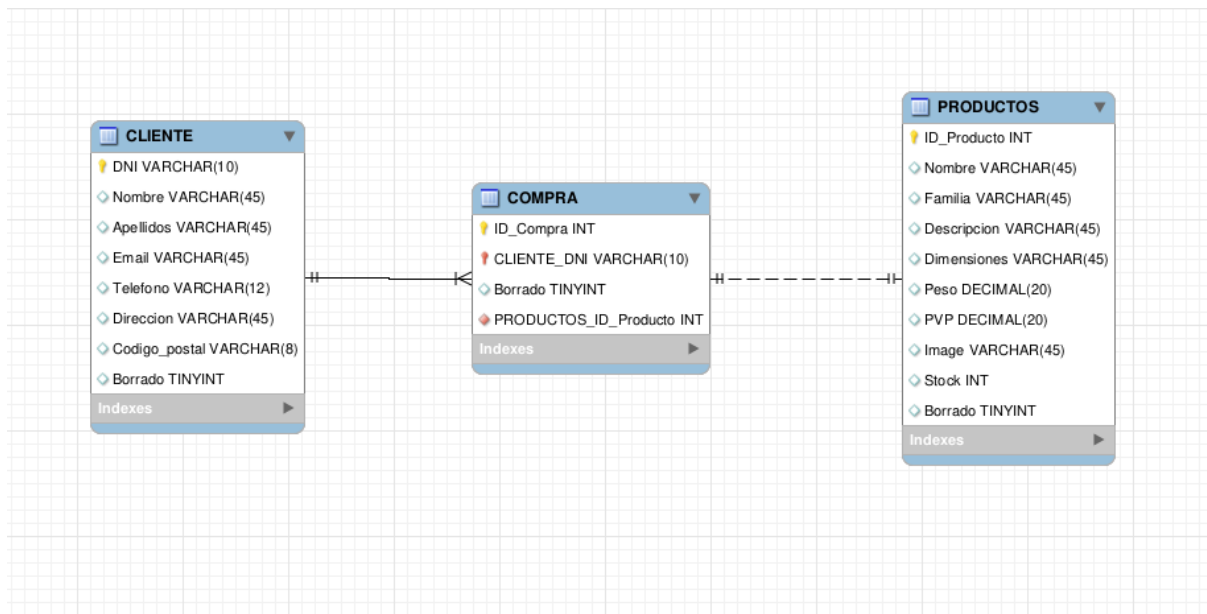 CLIENTE
DNI VARCHAR(10)
Nombre VARCHAR(45)
Apellidos VARCHAR(45)
Email VARCHAR(45)
Telefono VARCHAR(12)
Direccion VARCHAR(45)
Codigo_postal VARCHAR(8)
Borrado TINYINT
Indexes
COMPRA
ID_Compra INT
CLIENTE_DNI VARCHAR(10)
Borrado TINYINT
PRODUCTOS_ID_Producto INT
Indexes
PRODUCTOS
ID_Producto INT
Nombre VARCHAR(45)
Familia VARCHAR(45)
Descripcion VARCHAR(45)
Dimensiones VARCHAR(45)
Peso DECIMAL(20)
PVP DECIMAL(20)
Image VARCHAR(45)
Stock INT
Borrado TINYINT
Indexes